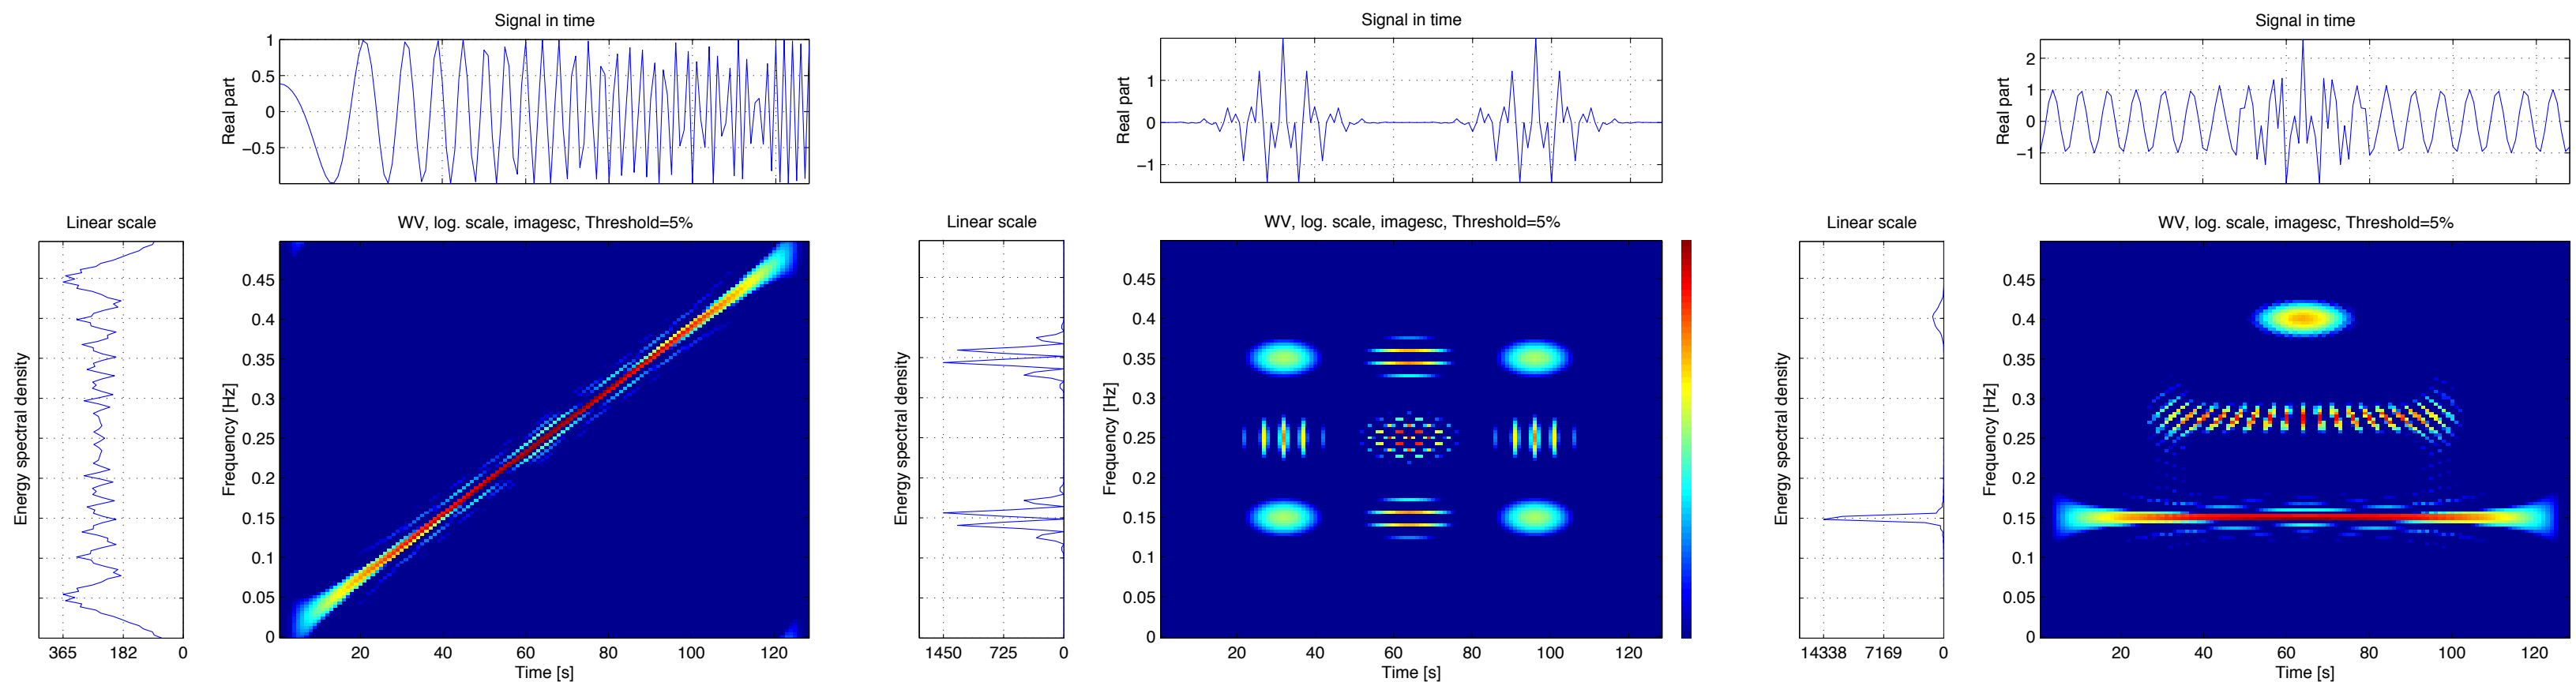 Signal in time
Real part
1
0.5
0
−0.5
Linear scale
Energy spectral density
365 182 0
WV, log. scale, imagesc, Threshold=5%
Frequency [Hz]
0.45
0.4
0.35
0.3
0.25
0.2
0.15
0.1
0.05
0
20 40 60 80 100 120
Time [s]
Signal in time
Real part
1
0
−1
Linear scale
Energy spectral density
1450 725 0
WV, log. scale, imagesc, Threshold=5%
Frequency [Hz]
0.45
0.4
0.35
0.3
0.25
0.2
0.15
0.1
0.05
0
20 40 60 80 100 120
Time [s]
Signal in time
Real part
2
1
0
−1
Linear scale
Energy spectral density
14338 7169 0
WV, log. scale, imagesc, Threshold=5%
Frequency [Hz]
0.45
0.4
0.35
0.3
0.25
0.2
0.15
0.1
0.05
0
20 40 60 80 100 120
Time [s]